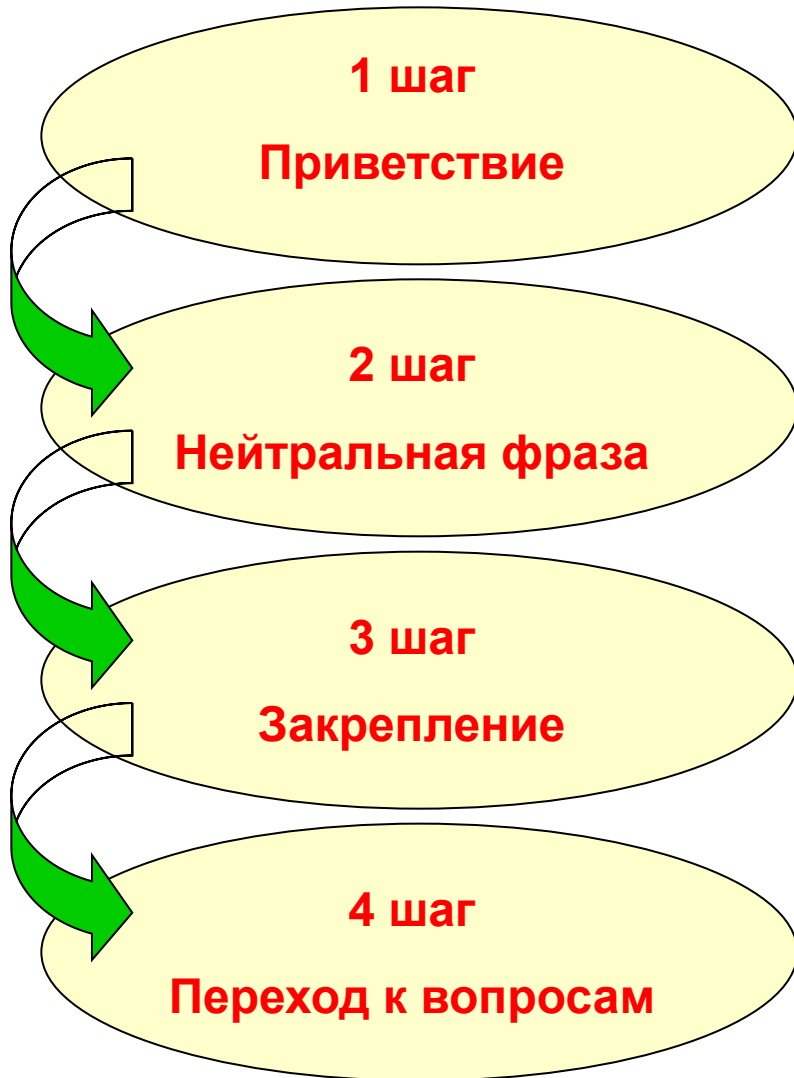 1 шаг
Приветствие
2 шаг
Нейтральная фраза
3 шаг
Закрепление
4 шаг
Переход к вопросам